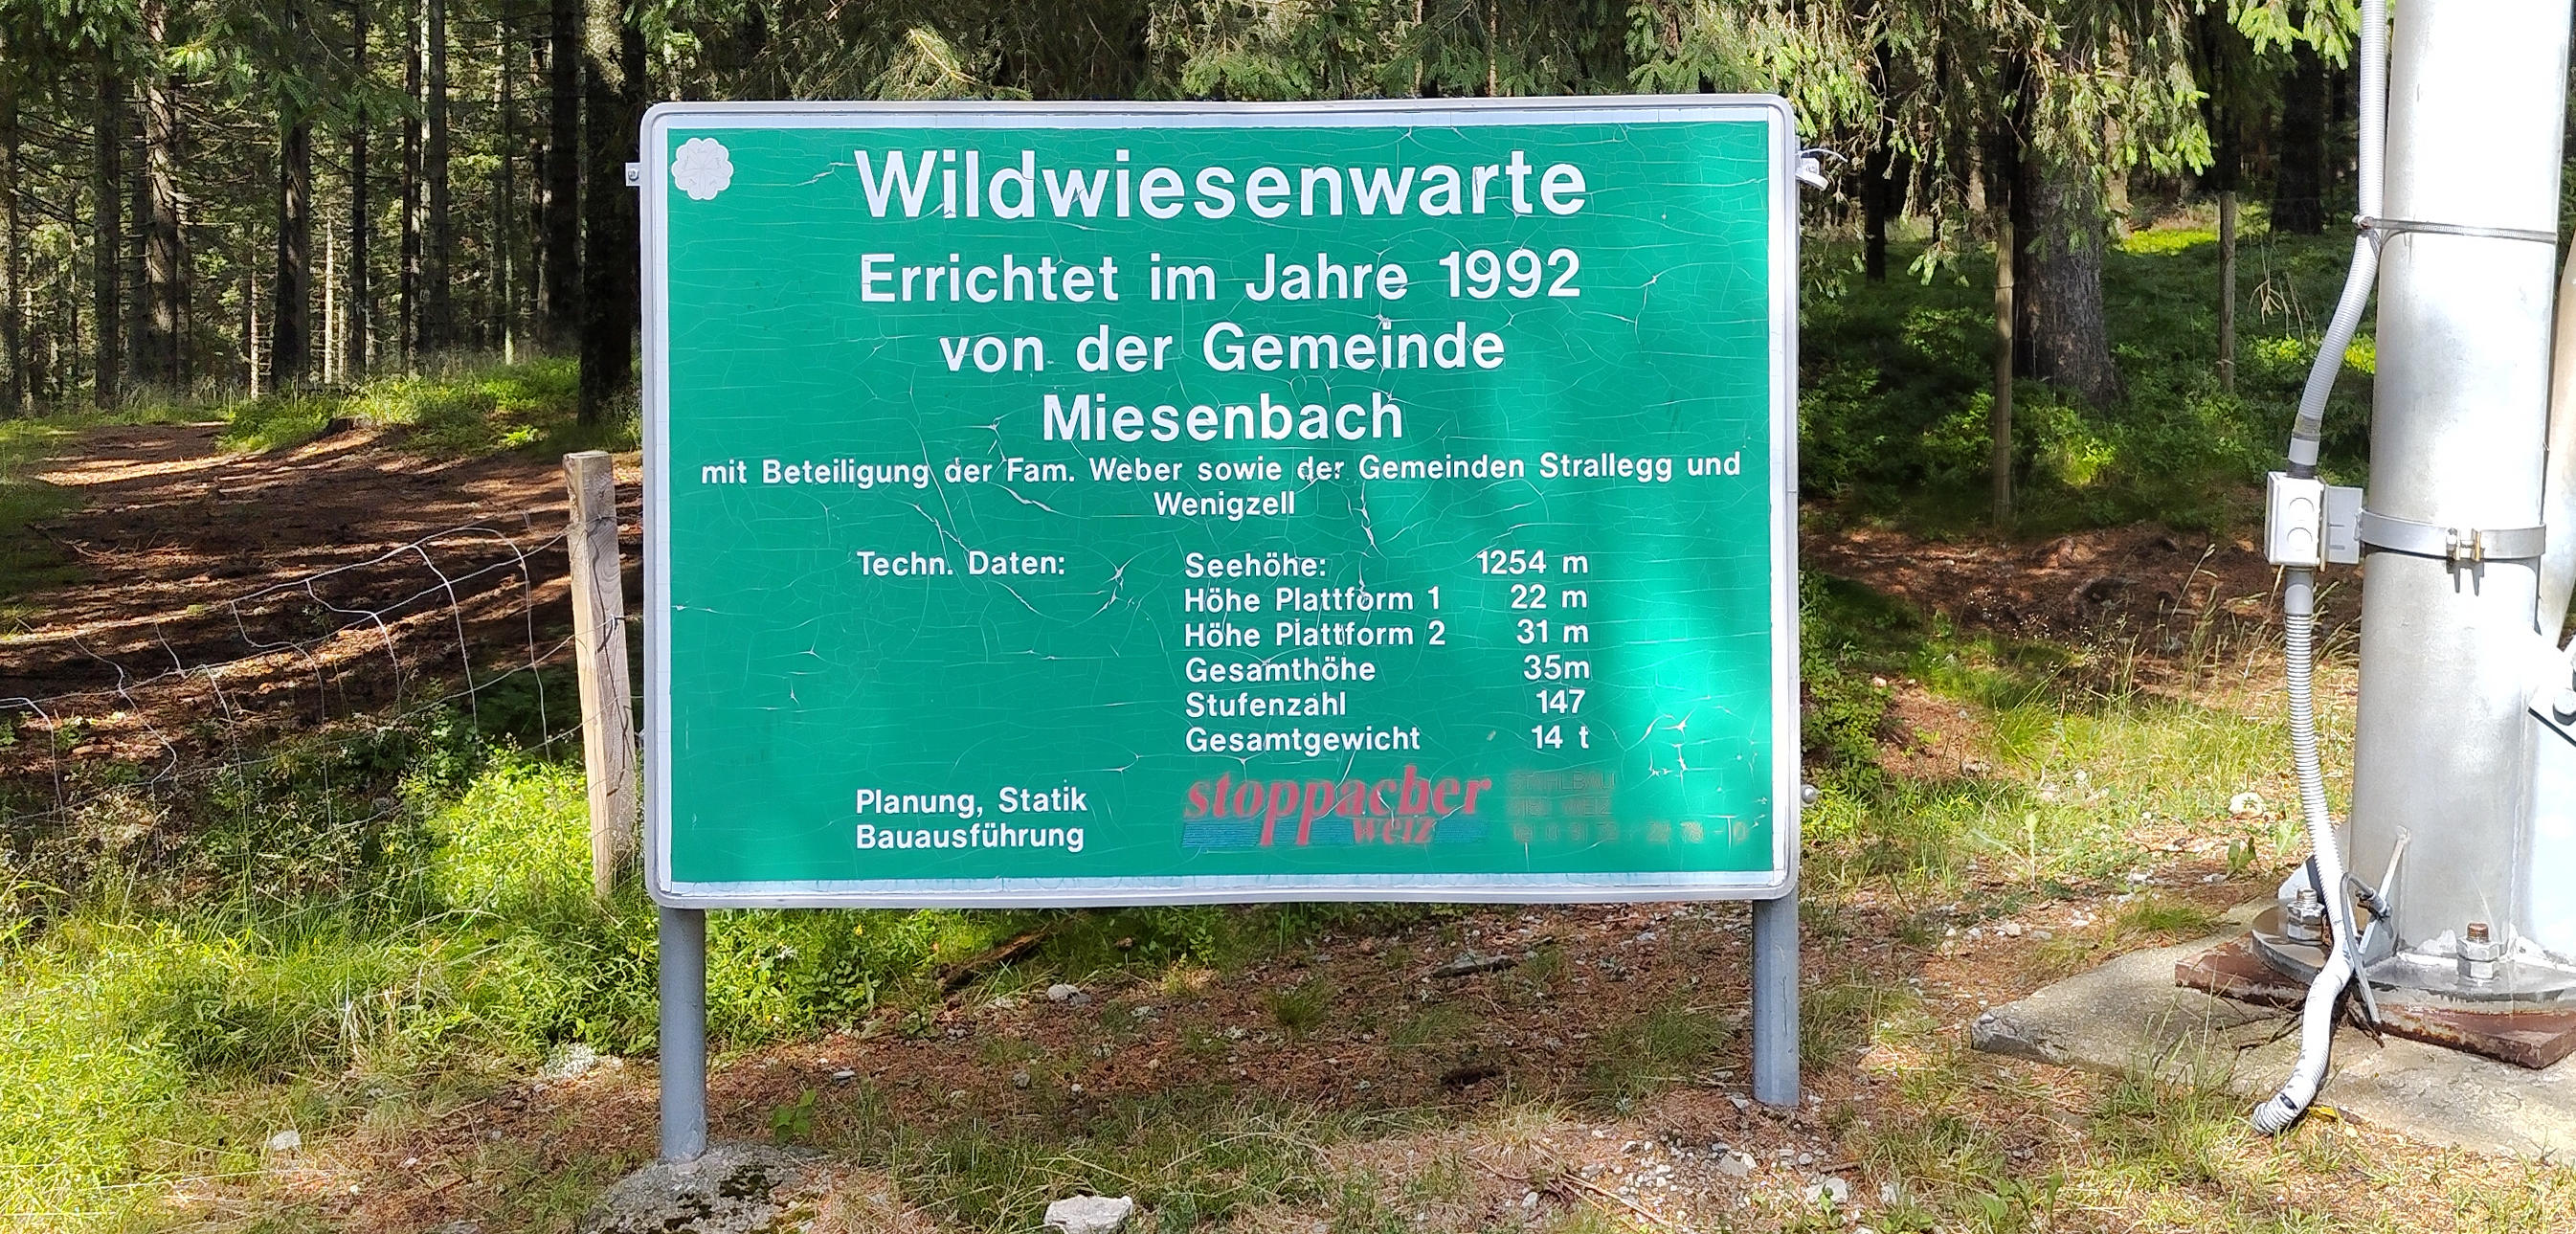 Wildwiesenwarte
Errichtet im Jahre 1992
von der Gemeinde
Miesenbach
mit Beteiligung der Fam. Weber sowie der Gemeinden Strallegg und
Wenigzell
Techn. Daten:
Seehöhe: 1254 m
Höhe Plattform 1 22 m
Höhe Plattform 2 31 m
Gesamthöhe 35m
Stufenzahl 147
Gesamtgewicht 14 t
Planung, Statik
Bauausführung
stoppacher
weiz
STAHLBAU